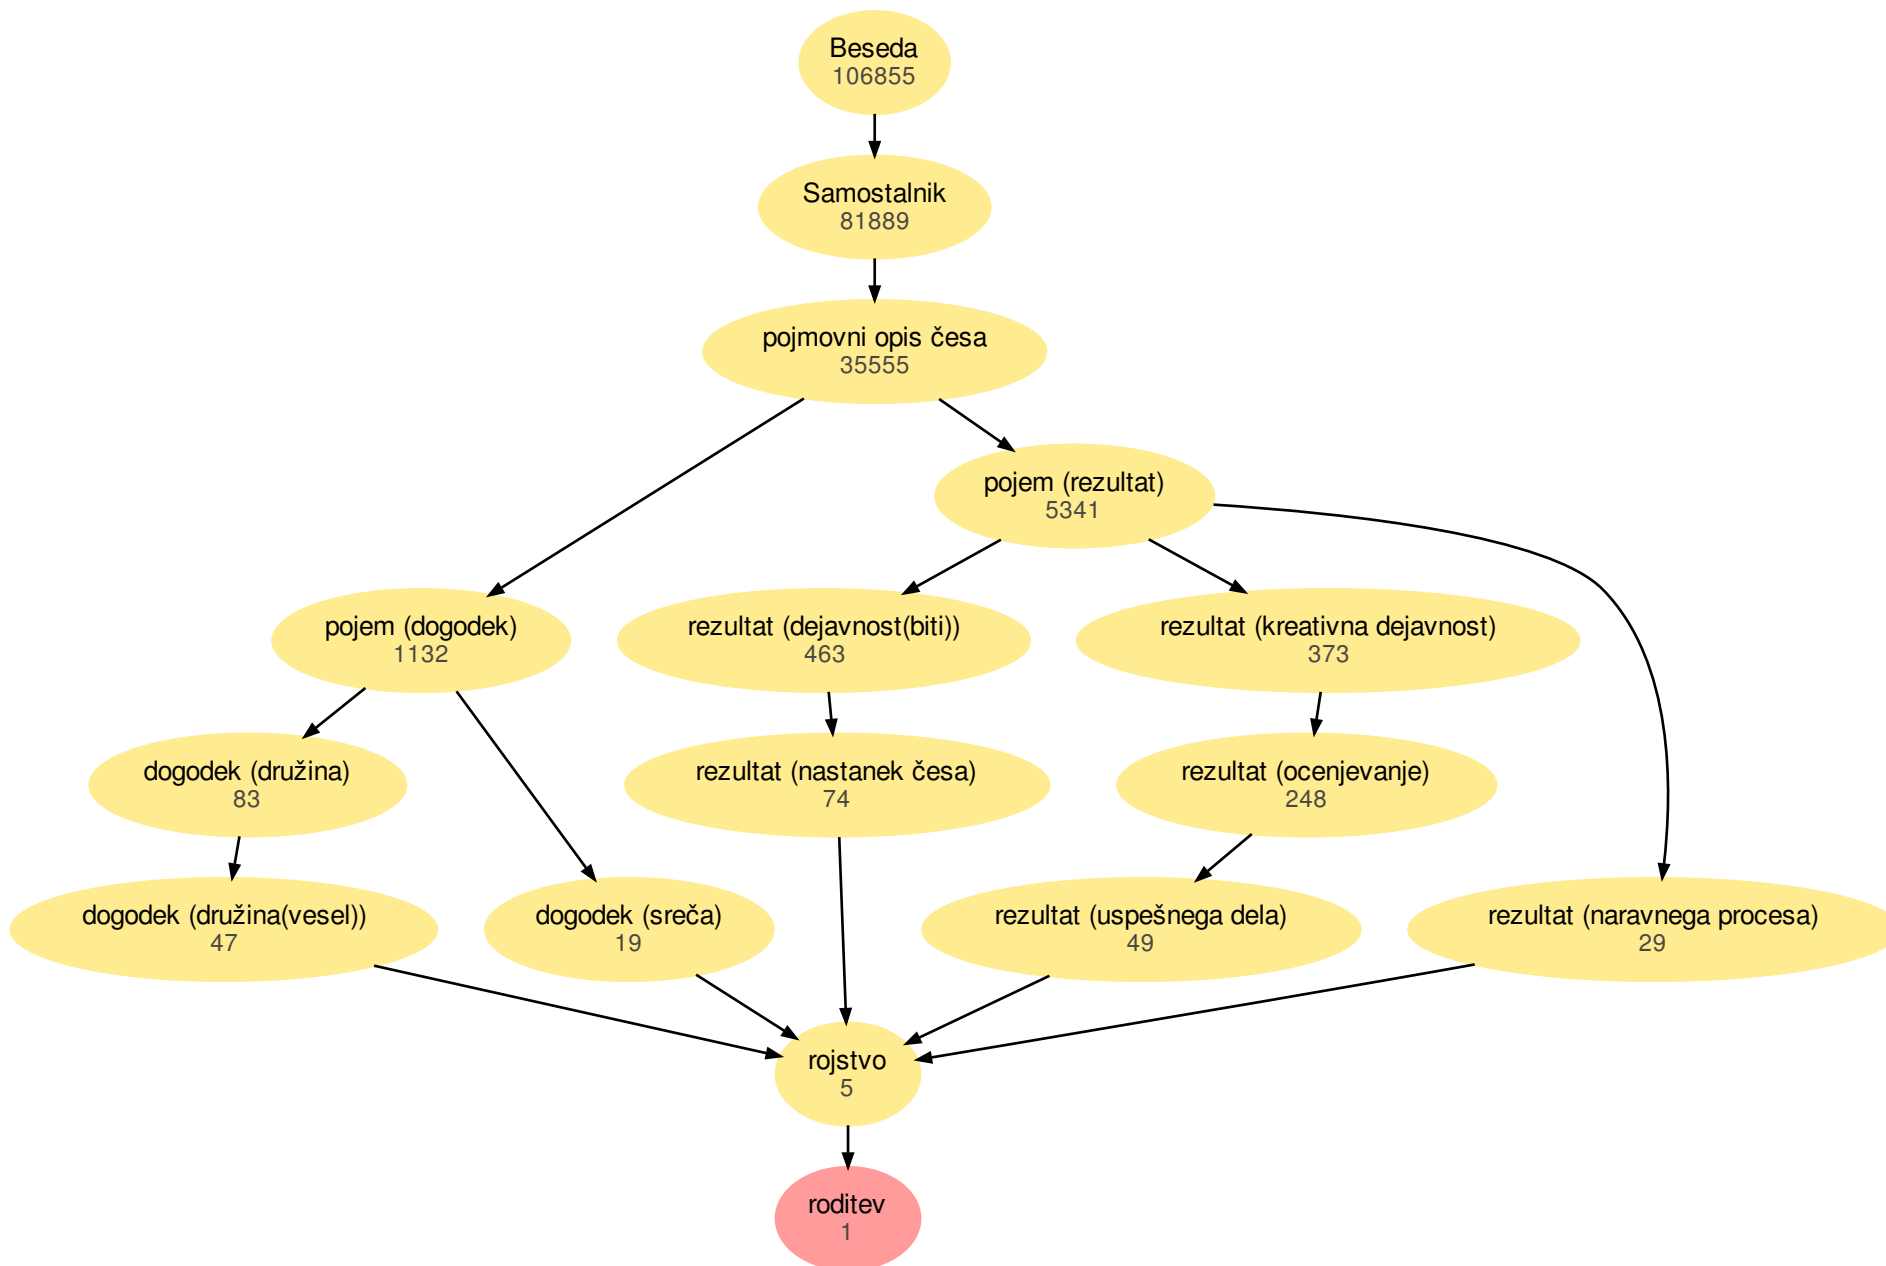 Beseda
106855
Samostalnik
81889
pojmovni opis česa
35555
pojem (rezultat)
5341
pojem (dogodek)
1132
rezultat (dejavnost(biti))
463
rezultat (kreativna dejavnost)
373
dogodek (družina)
83
rezultat (nastanek česa)
74
rezultat (ocenjevanje)
248
dogodek (družina(vesel))
47
dogodek (sreča)
19
rezultat (uspešnega dela)
49
rezultat (naravnega procesa)
29
rojstvo
5
roditev
1